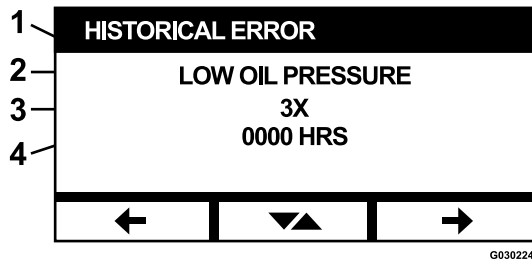 1 HISTORICAL ERROR
2 LOW OIL PRESSURE
3 3X
4 0000 HRS
G030224